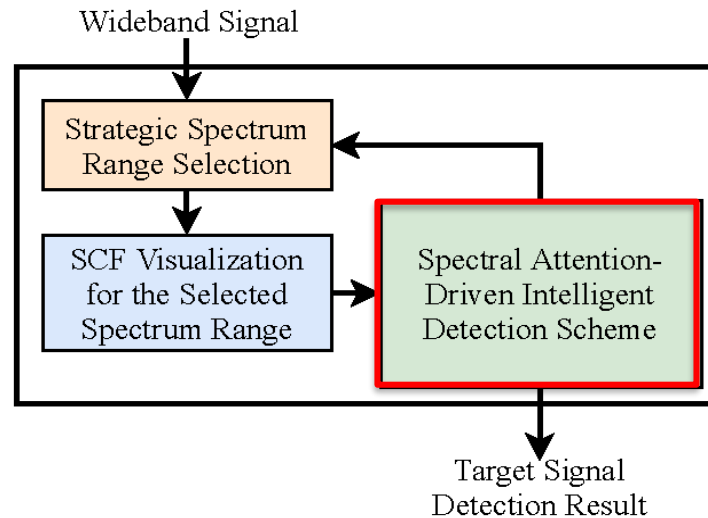 Wideband Signal
Strategic Spectrum
Range Selection
SCF Visualization
for the Selected
Spectrum Range
Spectral Attention-
Driven Intelligent
Detection Scheme
Target Signal
Detection Result